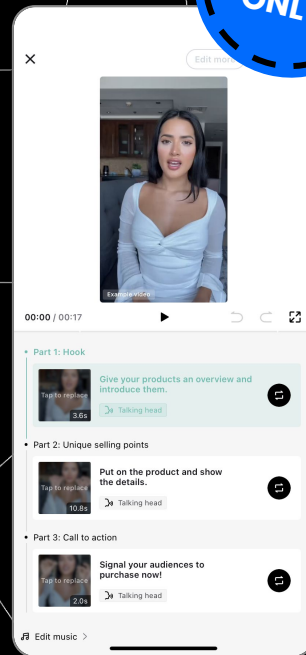 ONL
Edit more
Example video
00:00 / 00:17
Part 1: Hook
Give your products an overview and
introduce them.
Tap to replace
3.6s
Talking head
Part 2: Unique selling points
Put on the product and show
the details.
Tap to replace
10.8s
Talking head
Part 3: Call to action
Signal your audiences to
purchase now!
Tap to replace
2.0s
Talking head
Edit music >